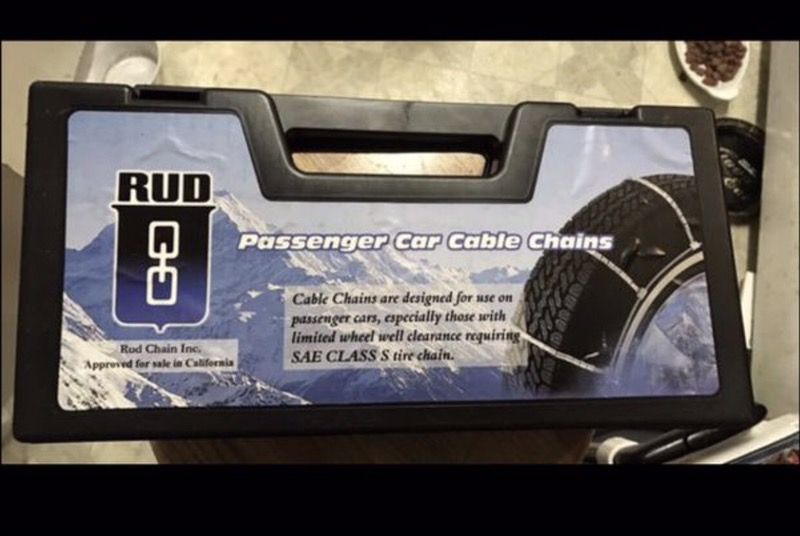 RUD
Passenger Car Cable Chains
Cable Chains are designed for use on
passenger cars, especially those with
limited wheel well clearance requiring
SAE CLASS S tire chain.
Rud Chain Inc.
Approved for sale in California